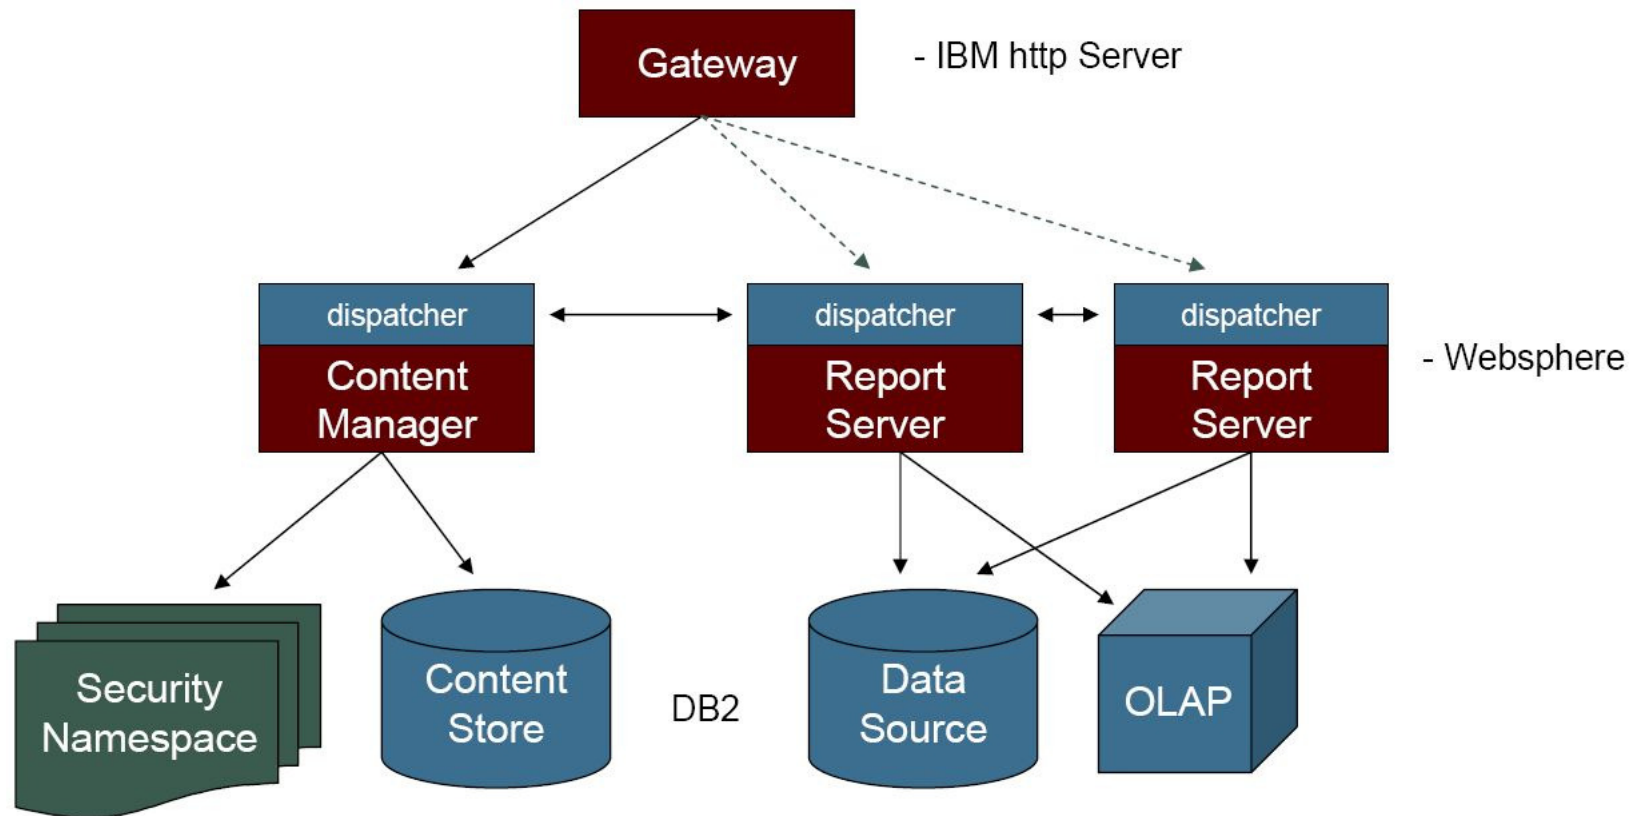 Gateway
- IBM http Server
dispatcher
dispatcher
dispatcher
Content
Manager
Report
Server
Report
Server
- Websphere
Security
Namespace
Content
Store
DB2
Data
Source
OLAP